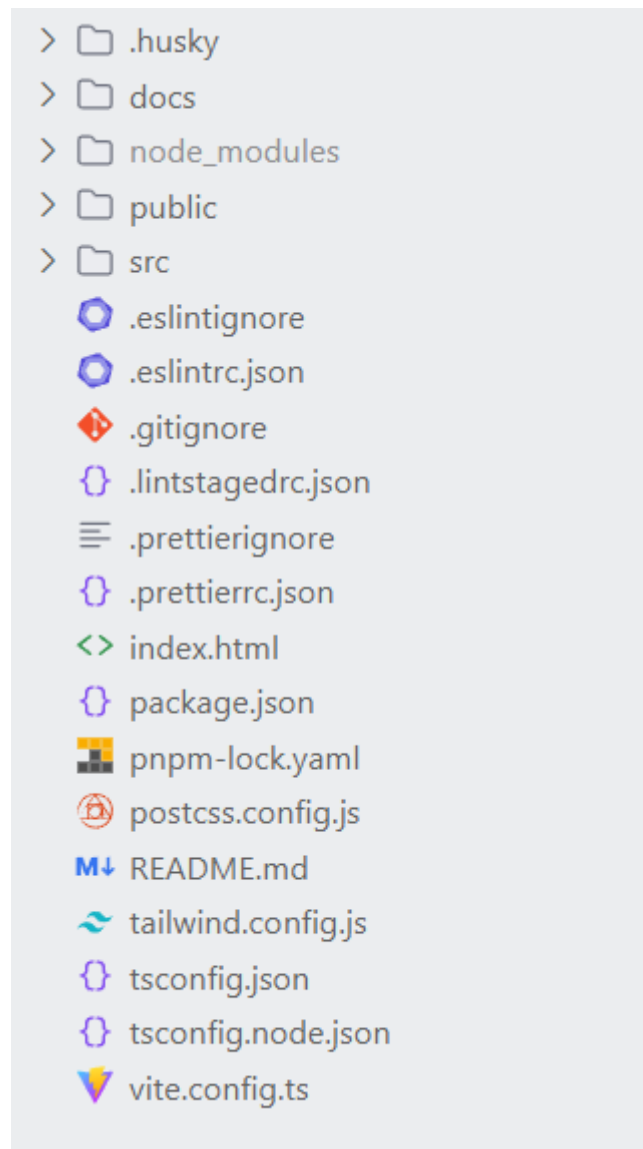 .husky
docs
node_modules
public
src
.eslintignore
.eslintrc.json
.gitignore
.lintstagedrc.json
.prettierignore
.prettierrc.json
index.html
package.json
pnpm-lock.yaml
postcss.config.js
README.md
tailwind.config.js
tsconfig.json
tsconfig.node.json
vite.config.ts